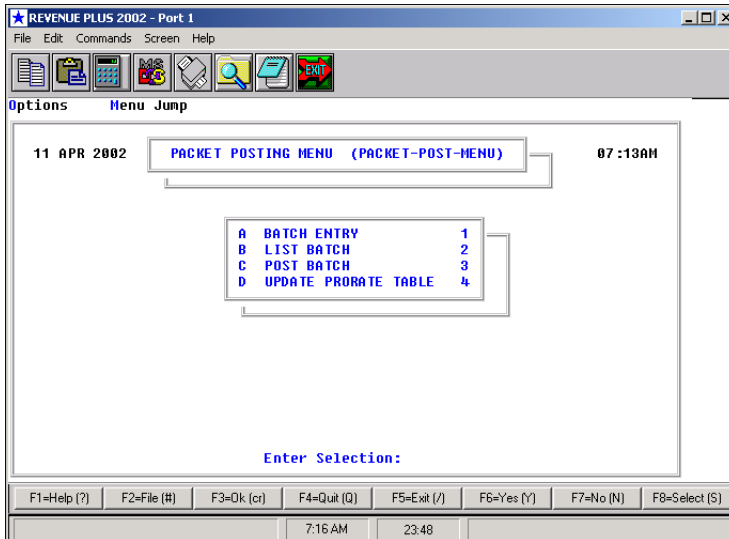 REVENUE PLUS 2002 - Port 1
File Edit Commands Screen Help
MS DOS EXIT
Options Menu Jump
11 APR 2002 PACKET POSTING MENU (PACKET-POST-MENU) 07:13AM
A BATCH ENTRY 1
B LIST BATCH 2
C POST BATCH 3
D UPDATE PRORATE TABLE 4
Enter Selection:
F1=Help (?) F2=File (#) F3=Ok (cr) F4=Quit (Q) F5=Exit (/) F6=Yes (Y) F7=No (N) F8=Select (S)
7:16 AM 23:48